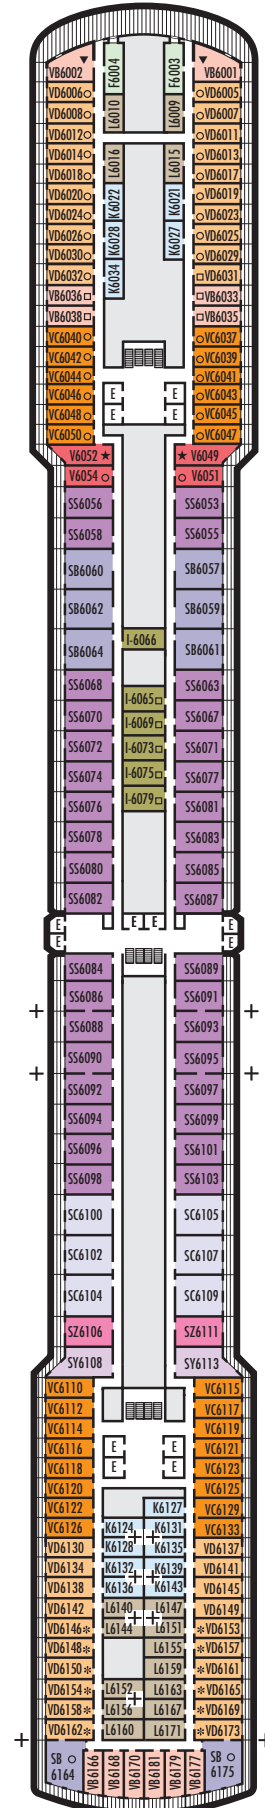 VB6002 F6004 F6003 VB6001
VD6006 VD6005
VD6008 L6010 L6009 VD6007
VD6012 VD6011
VD6014 L6016 L6015 VD6013
VD6018 VD6017
VD6020 K6022 K6021 VD6019
VD6024 VD6023
VD6026 K6028 K6027 VD6025
VD6030 VD6029
VD6032 K6034 VD6031
VB6036 VB6033
VB6038 VB6035
VC6040 VC6037
VC6042 VC6039
VC6044 VC6041
VC6046 E E VC6043
VC6048 E E VC6045
VC6050 VC6047
V6052 ★ ★ V6049
V6054 V6051
SS6056 SS6053
SS6058 SS6055
SB6060 SB6057
SB6062 SB6059
SB6064 I-6066 SB6061
SS6068 I-6065 SS6063
SS6070 I-6069 SS6067
SS6072 I-6073 SS6071
SS6074 I-6075 SS6077
SS6076 I-6079 SS6081
SS6078 SS6083
SS6080 SS6085
SS6082 SS6087
E E E E
E E
SS6084 SS6089
SS6086 SS6091
SS6088 SS6093
SS6090 SS6095
SS6092 SS6097
SS6094 SS6099
SS6096 SS6101
SS6098 SS6103
SC6100 SC6105
SC6102 SC6107
SC6104 SC6109
SZ6106 SZ6111
SY6108 SY6113
VC6110 VC6115
VC6112 VC6117
VC6114 VC6119
VC6116 E E VC6121
VC6118 E E VC6123
VC6120 VC6125
VC6122 K6127 VC6129
VC6126 K6124 K6131 VC6133
VD6130 K6128 K6135 VD6137
VD6134 K6132 K6139 VD6141
VD6138 K6136 K6143 VD6145
VD6142 L6140 L6147 VD6149
VD6146* L6144 L6151 *VD6153
VD6148* L6155 *VD6157
VD6150* L6159 *VD6161
VD6154* L6152 L6163 *VD6165
VD6158* L6156 L6167 *VD6169
VD6162* L6160 L6171 *VD6173
SB 6164 VB6166 VB6168 VB6170 VB6181 VB6179 VB6177 SB 6175